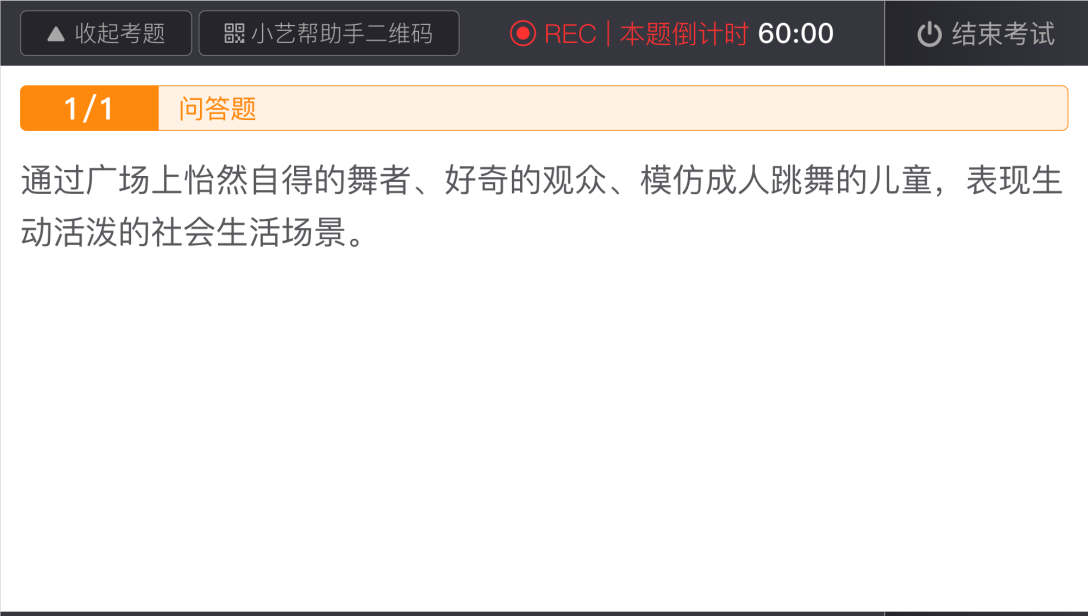 ▲ 收起考题 小艺帮助手二维码 REC | 本题倒计时 60:00 结束考试
1/1 问答题
通过广场上怡然自得的舞者、好奇的观众、模仿成人跳舞的儿童，表现生
动活泼的社会生活场景。